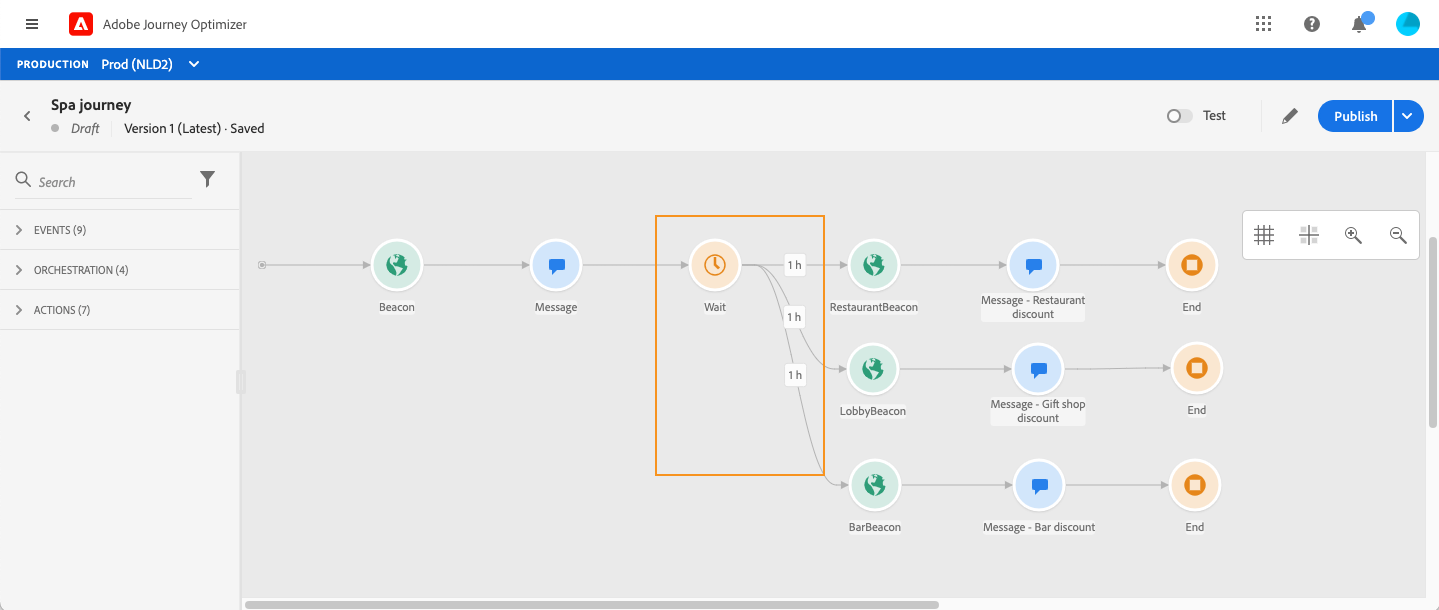 Adobe Journey Optimizer
PRODUCTION Prod (NLD2)
Spa journey
Draft Version 1 (Latest) · Saved
Test
Publish
Search
EVENTS (9)
ORCHESTRATION (4)
ACTIONS (7)
1 h
Beacon
Message
Wait
RestaurantBeacon
Message - Restaurant
discount
End
1 h
1 h
LobbyBeacon
Message - Gift shop
discount
End
BarBeacon
Message - Bar discount
End